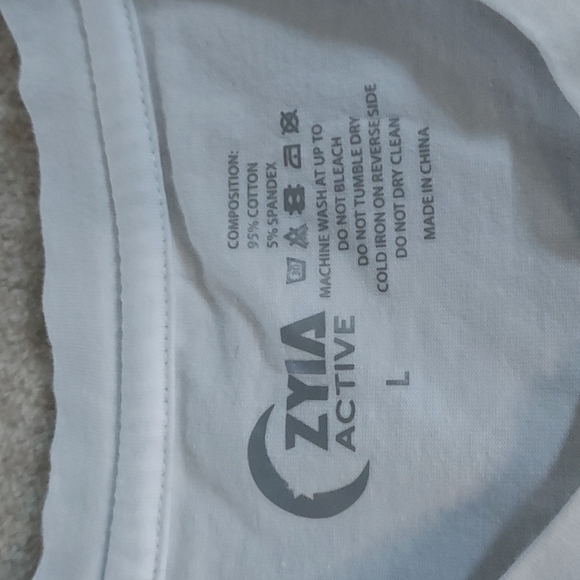 ZYIA
ACTIVE
L
COMPOSITION:
95% COTTON
5% SPANDEX
30
MACHINE WASH AT UP TO
DO NOT BLEACH
DO NOT TUMBLE DRY
COLD IRON ON REVERSE SIDE
DO NOT DRY CLEAN
MADE IN CHINA